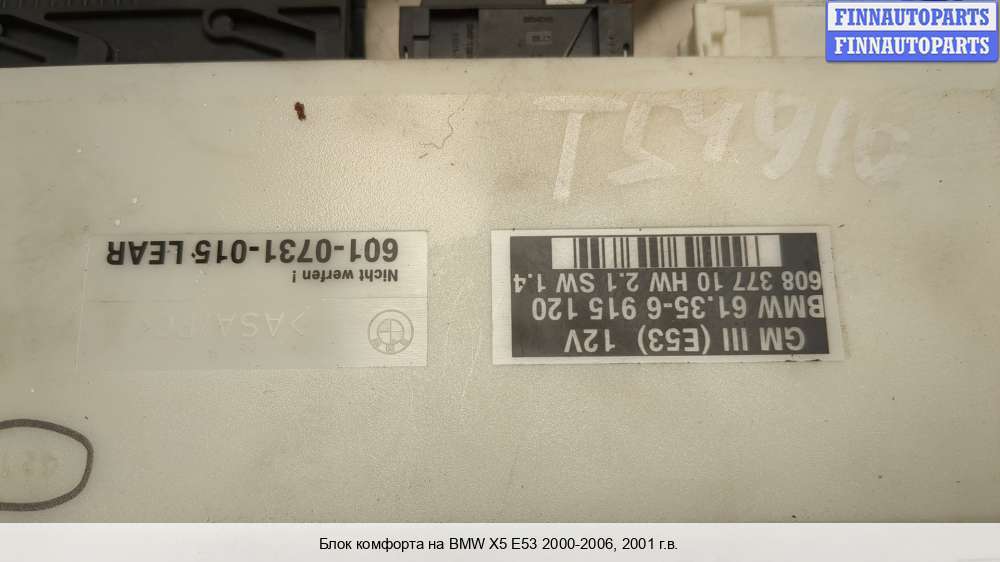 FINNAUTOPARTS
FINNAUTOPARTS
601-0731-015 LEAR
Nicht werfen !
GM III (E53) 12V
BMW 61.35-6 915 120
608 377 10 HW 2.1 SW 1.4
Блок комфорта на BMW X5 E53 2000-2006, 2001 г.в.